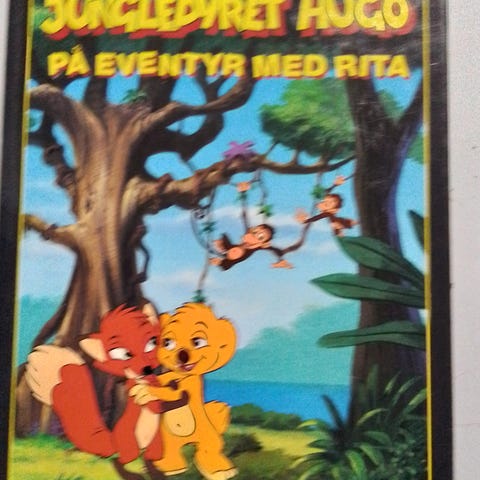 JUNGLEDYRET HUGO
PÅ EVENTYR MED RITA